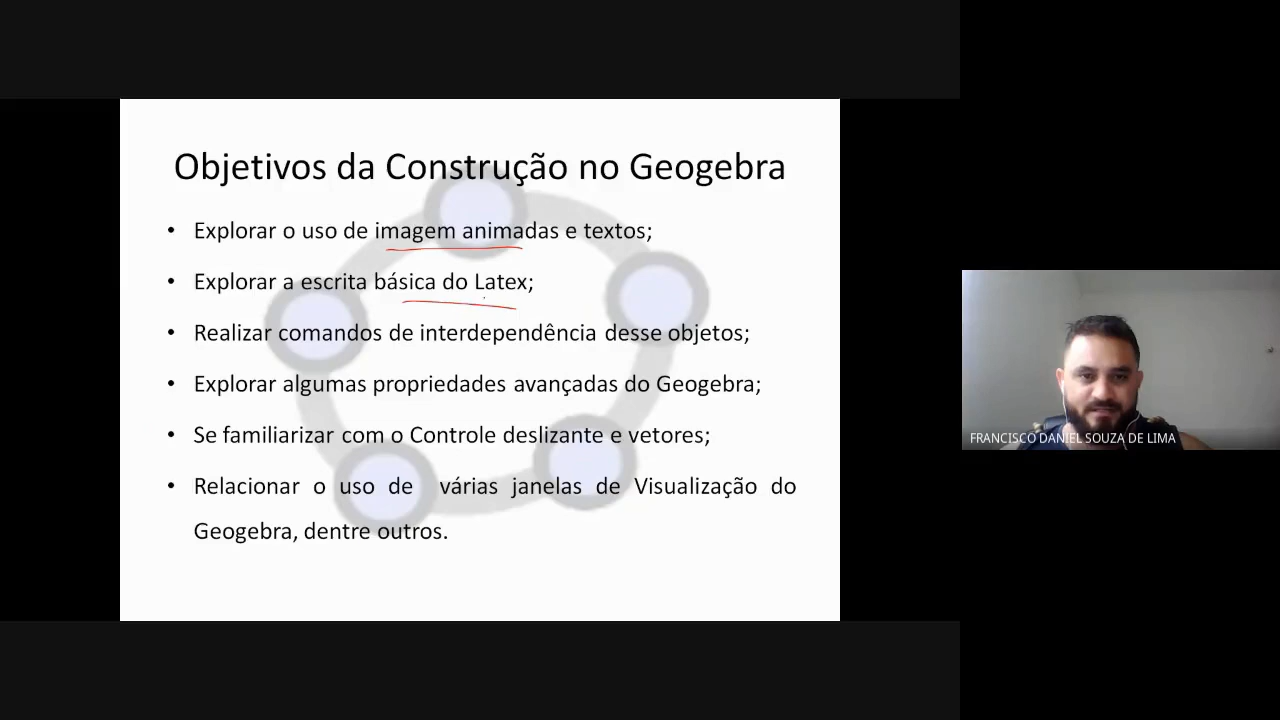 Objetivos da Construção no Geogebra
• Explorar o uso de imagem animadas e textos;
• Explorar a escrita básica do Latex;
• Realizar comandos de interdependência desse objetos;
• Explorar algumas propriedades avançadas do Geogebra;
• Se familiarizar com o Controle deslizante e vetores;
• Relacionar o uso de várias janelas de Visualização do
Geogebra, dentre outros.
FRANCISCO DANIEL SOUZA DE LIMA